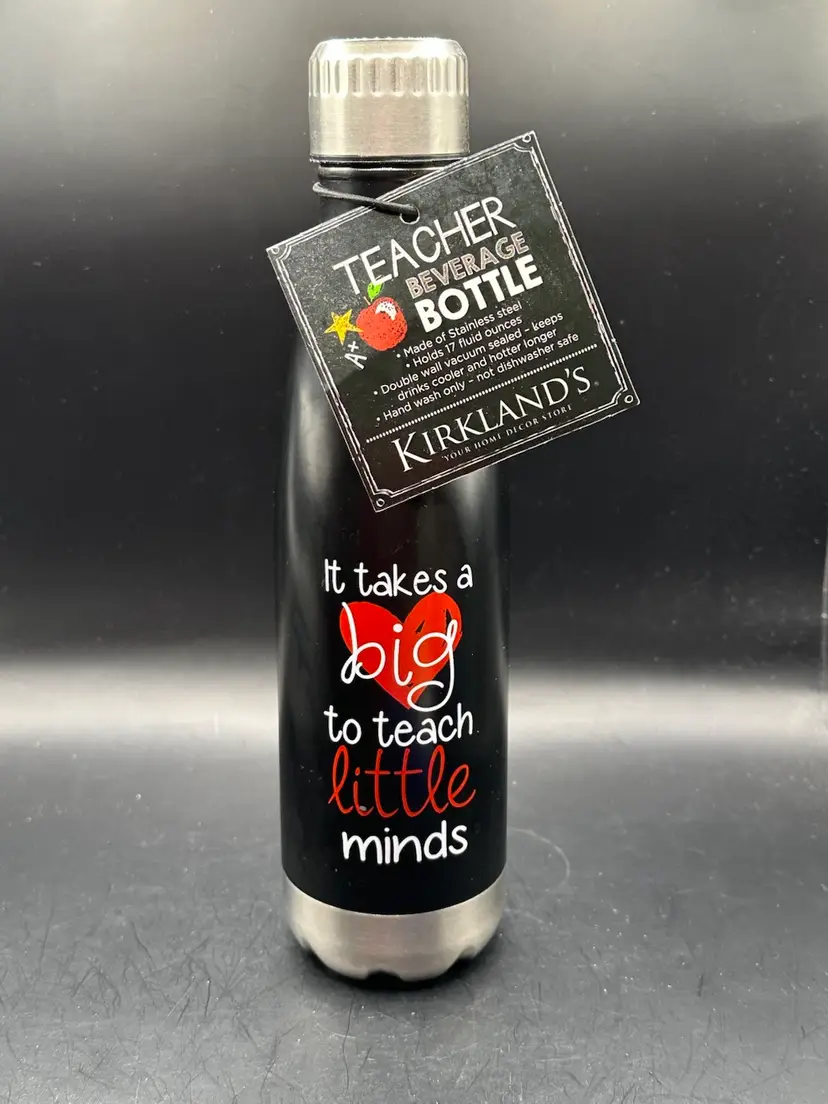 TEACHER
BEVERAGE
BOTTLE
A+
• Made of Stainless steel
• Holds 17 fluid ounces
• Double wall vacuum sealed - keeps
drinks cooler and hotter longer
• Hand wash only - not dishwasher safe
KIRKLAND'S
YOUR HOME DECOR STORE
It takes a
big
to teach
little
minds